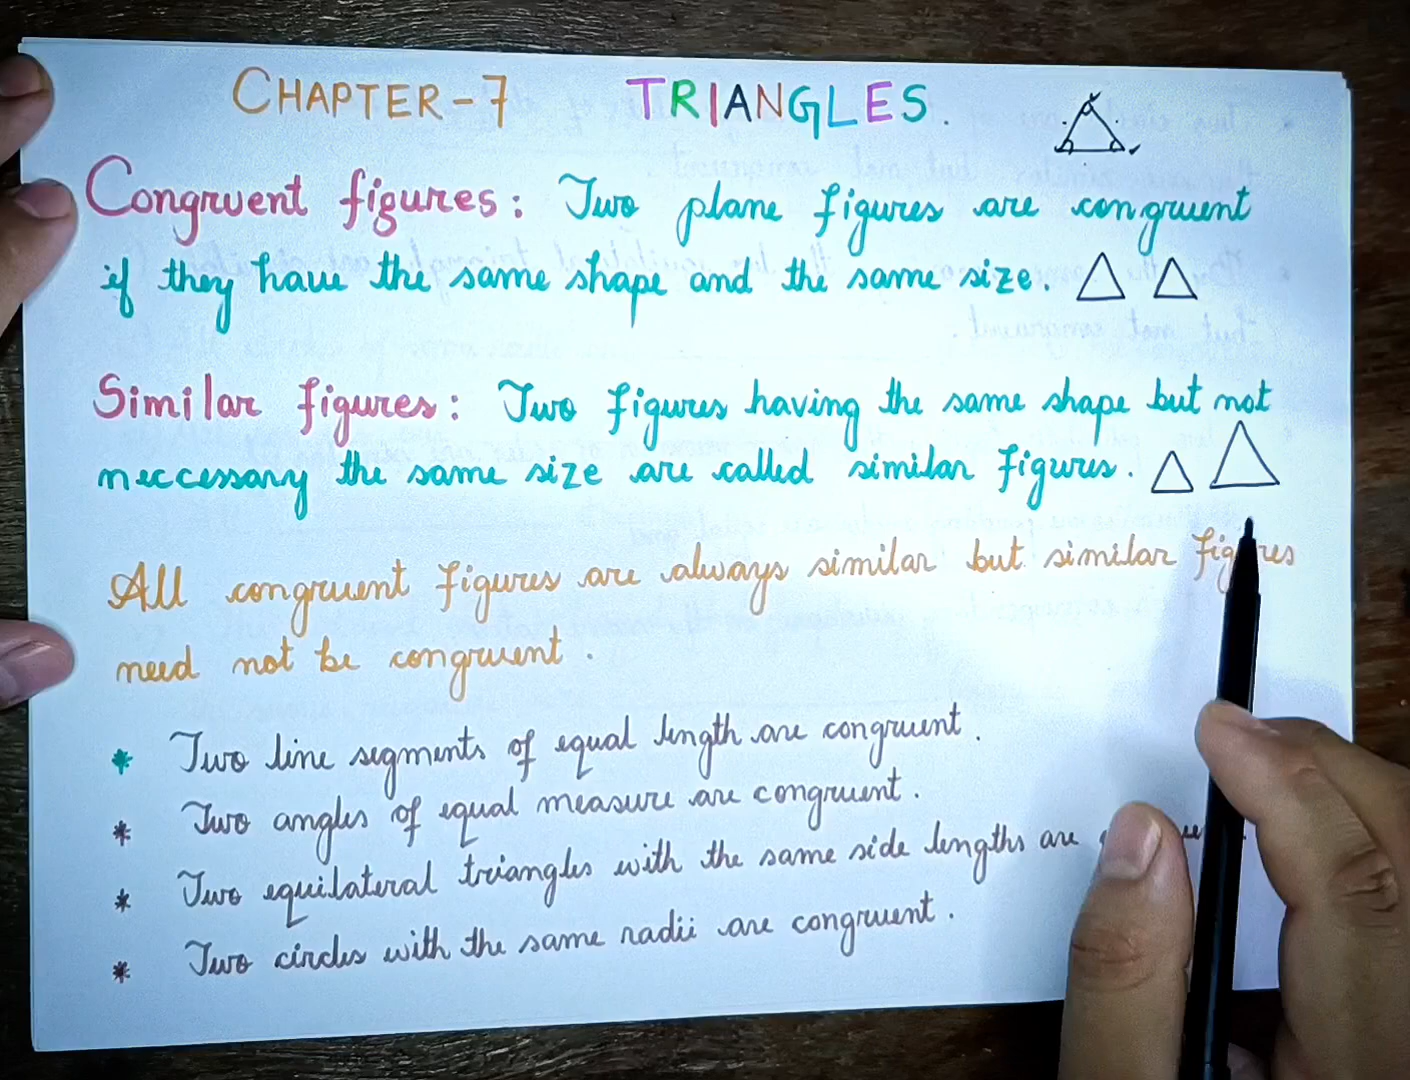 CHAPTER-7 TRIANGLES.
Congruent figures: Two plane figures are congruent
if they have the same shape and the same size.
Similar figures: Two figures having the same shape but not
neccessary the same size are called similar figures.
All congruent figures are always similar but similar figures
need not be congruent.
* Two line segments of equal length are congruent.
* Two angles of equal measure are congruent.
* Two equilateral triangles with the same side lengths are
* Two circles with the same radii are congruent.